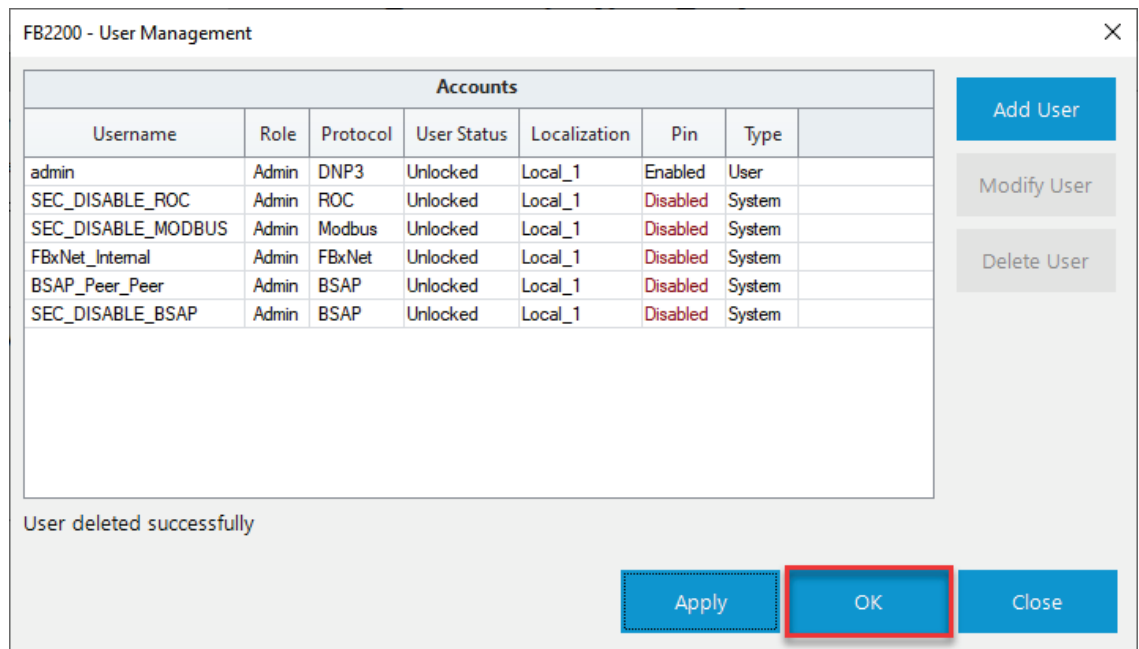 FB2200 - User Management
Accounts
Username Role Protocol User Status Localization Pin Type
admin Admin DNP3 Unlocked Local_1 Enabled User
SEC_DISABLE_ROC Admin ROC Unlocked Local_1 Disabled System
SEC_DISABLE_MODBUS Admin Modbus Unlocked Local_1 Disabled System
FBxNet_Internal Admin FBxNet Unlocked Local_1 Disabled System
BSAP_Peer_Peer Admin BSAP Unlocked Local_1 Disabled System
SEC_DISABLE_BSAP Admin BSAP Unlocked Local_1 Disabled System
Add User
Modify User
Delete User
User deleted successfully
Apply OK Close